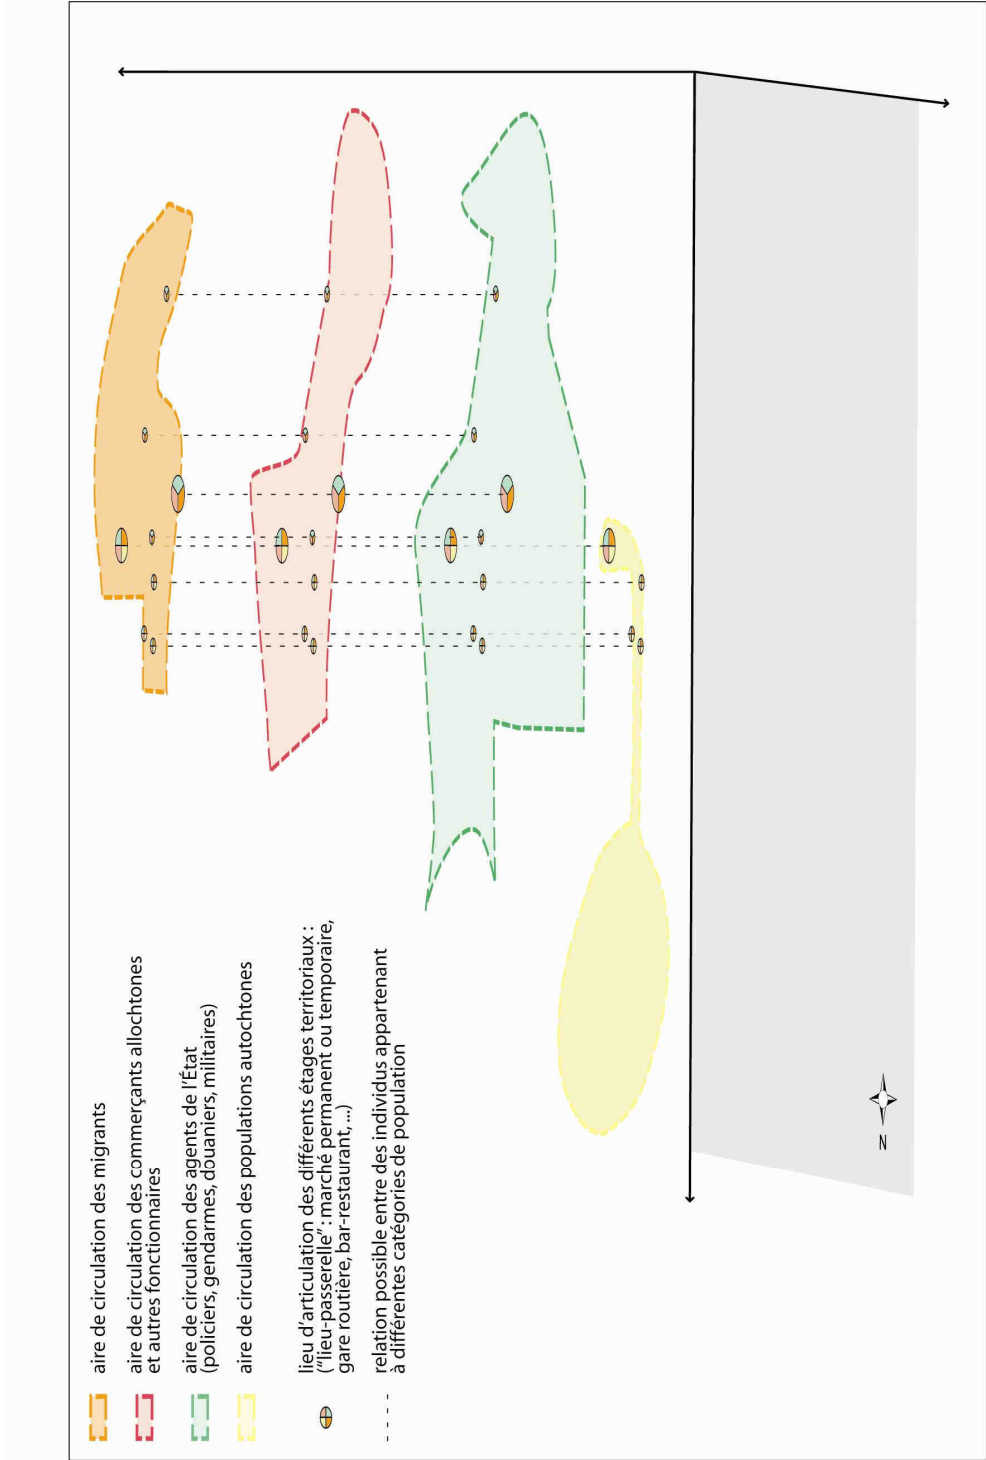 aire de circulation des migrants
aire de circulation des commerçants allochtones
et autres fonctionnaires
aire de circulation des agents de l'État
(policiers, gendarmes, douaniers, militaires)
aire de circulation des populations autochtones
lieu d'articulation des différents étages territoriaux :
("lieu-passerelle" : marché permanent ou temporaire,
gare routière, bar-restaurant, ...)
relation possible entre des individus appartenant
à différentes catégories de population
N